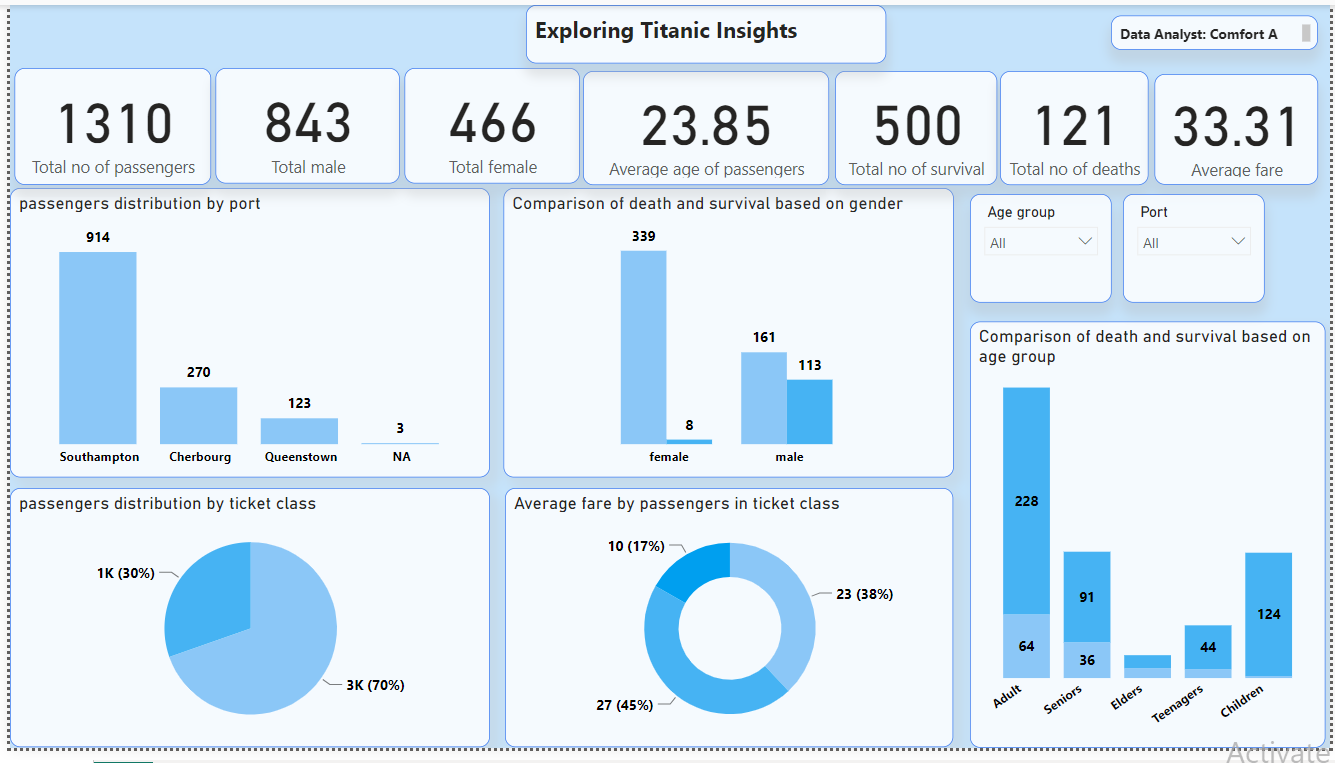 Exploring Titanic Insights
Data Analyst: Comfort A
1310
Total no of passengers
843
Total male
466
Total female
23.85
Average age of passengers
500
Total no of survival
121
Total no of deaths
33.31
Average fare
passengers distribution by port
914
270
123
3
Southampton
Cherbourg
Queenstown
NA
Comparison of death and survival based on gender
339
8
161
113
female
male
Age group
All
Port
All
Comparison of death and survival based on
age group
228
64
91
36
44
124
Adult
Seniors
Elders
Teenagers
Children
passengers distribution by ticket class
1K (30%)
3K (70%)
Average fare by passengers in ticket class
10 (17%)
23 (38%)
27 (45%)
Activate